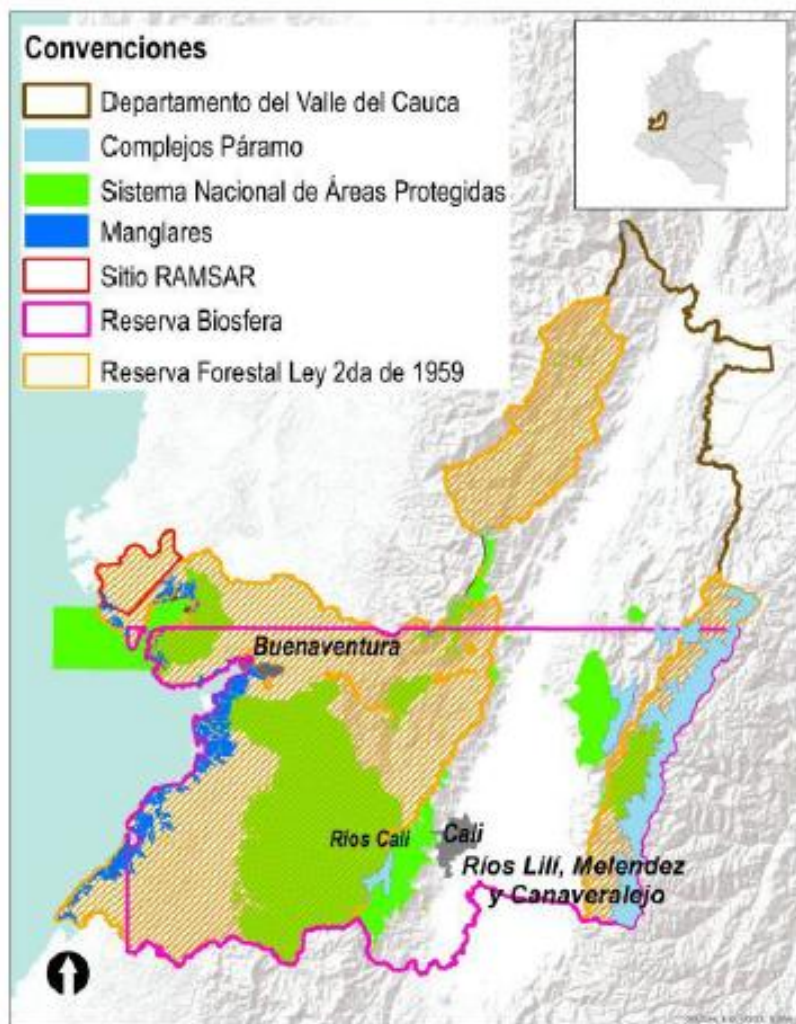 Convenciones
Departamento del Valle del Cauca
Complejos Páramo
Sistema Nacional de Áreas Protegidas
Manglares
Sitio RAMSAR
Reserva Biosfera
Reserva Forestal Ley 2da de 1959
Buenaventura
Ríos Cali
Cali
Ríos Lilí, Melendez
y Canaveralejo